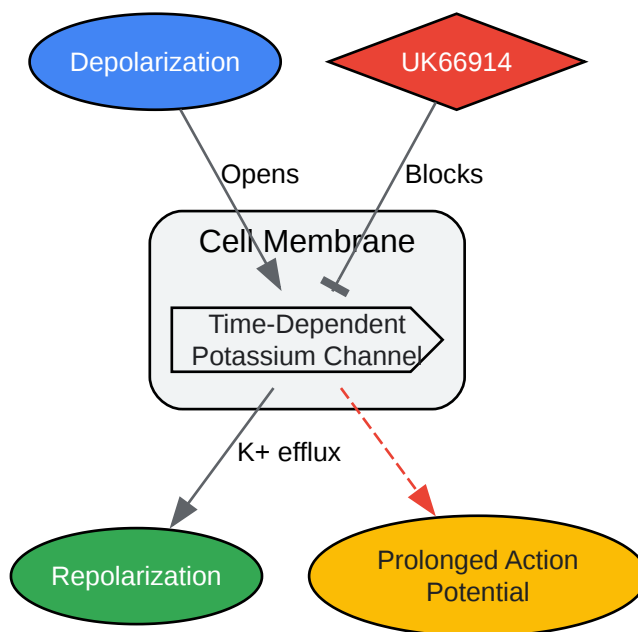 Depolarization
UK66914
Opens
Blocks
Cell Membrane
Time-Dependent
Potassium Channel
K+ efflux
Repolarization
Prolonged Action
Potential